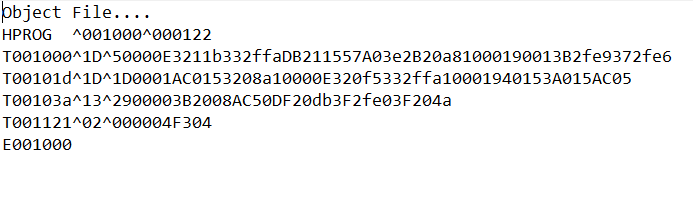 Object File....
HPROG  ^001000^000122
T001000^1D^50000E3211b332ffaDB211557A03e2B20a81000190013B2fe9372fe6
T00101d^1D^1D0001AC0153208a10000E320f5332ffa10001940153A015AC05
T00103a^13^2900003B2008AC50DF20db3F2fe03F204a
T001121^02^000004F304
E001000